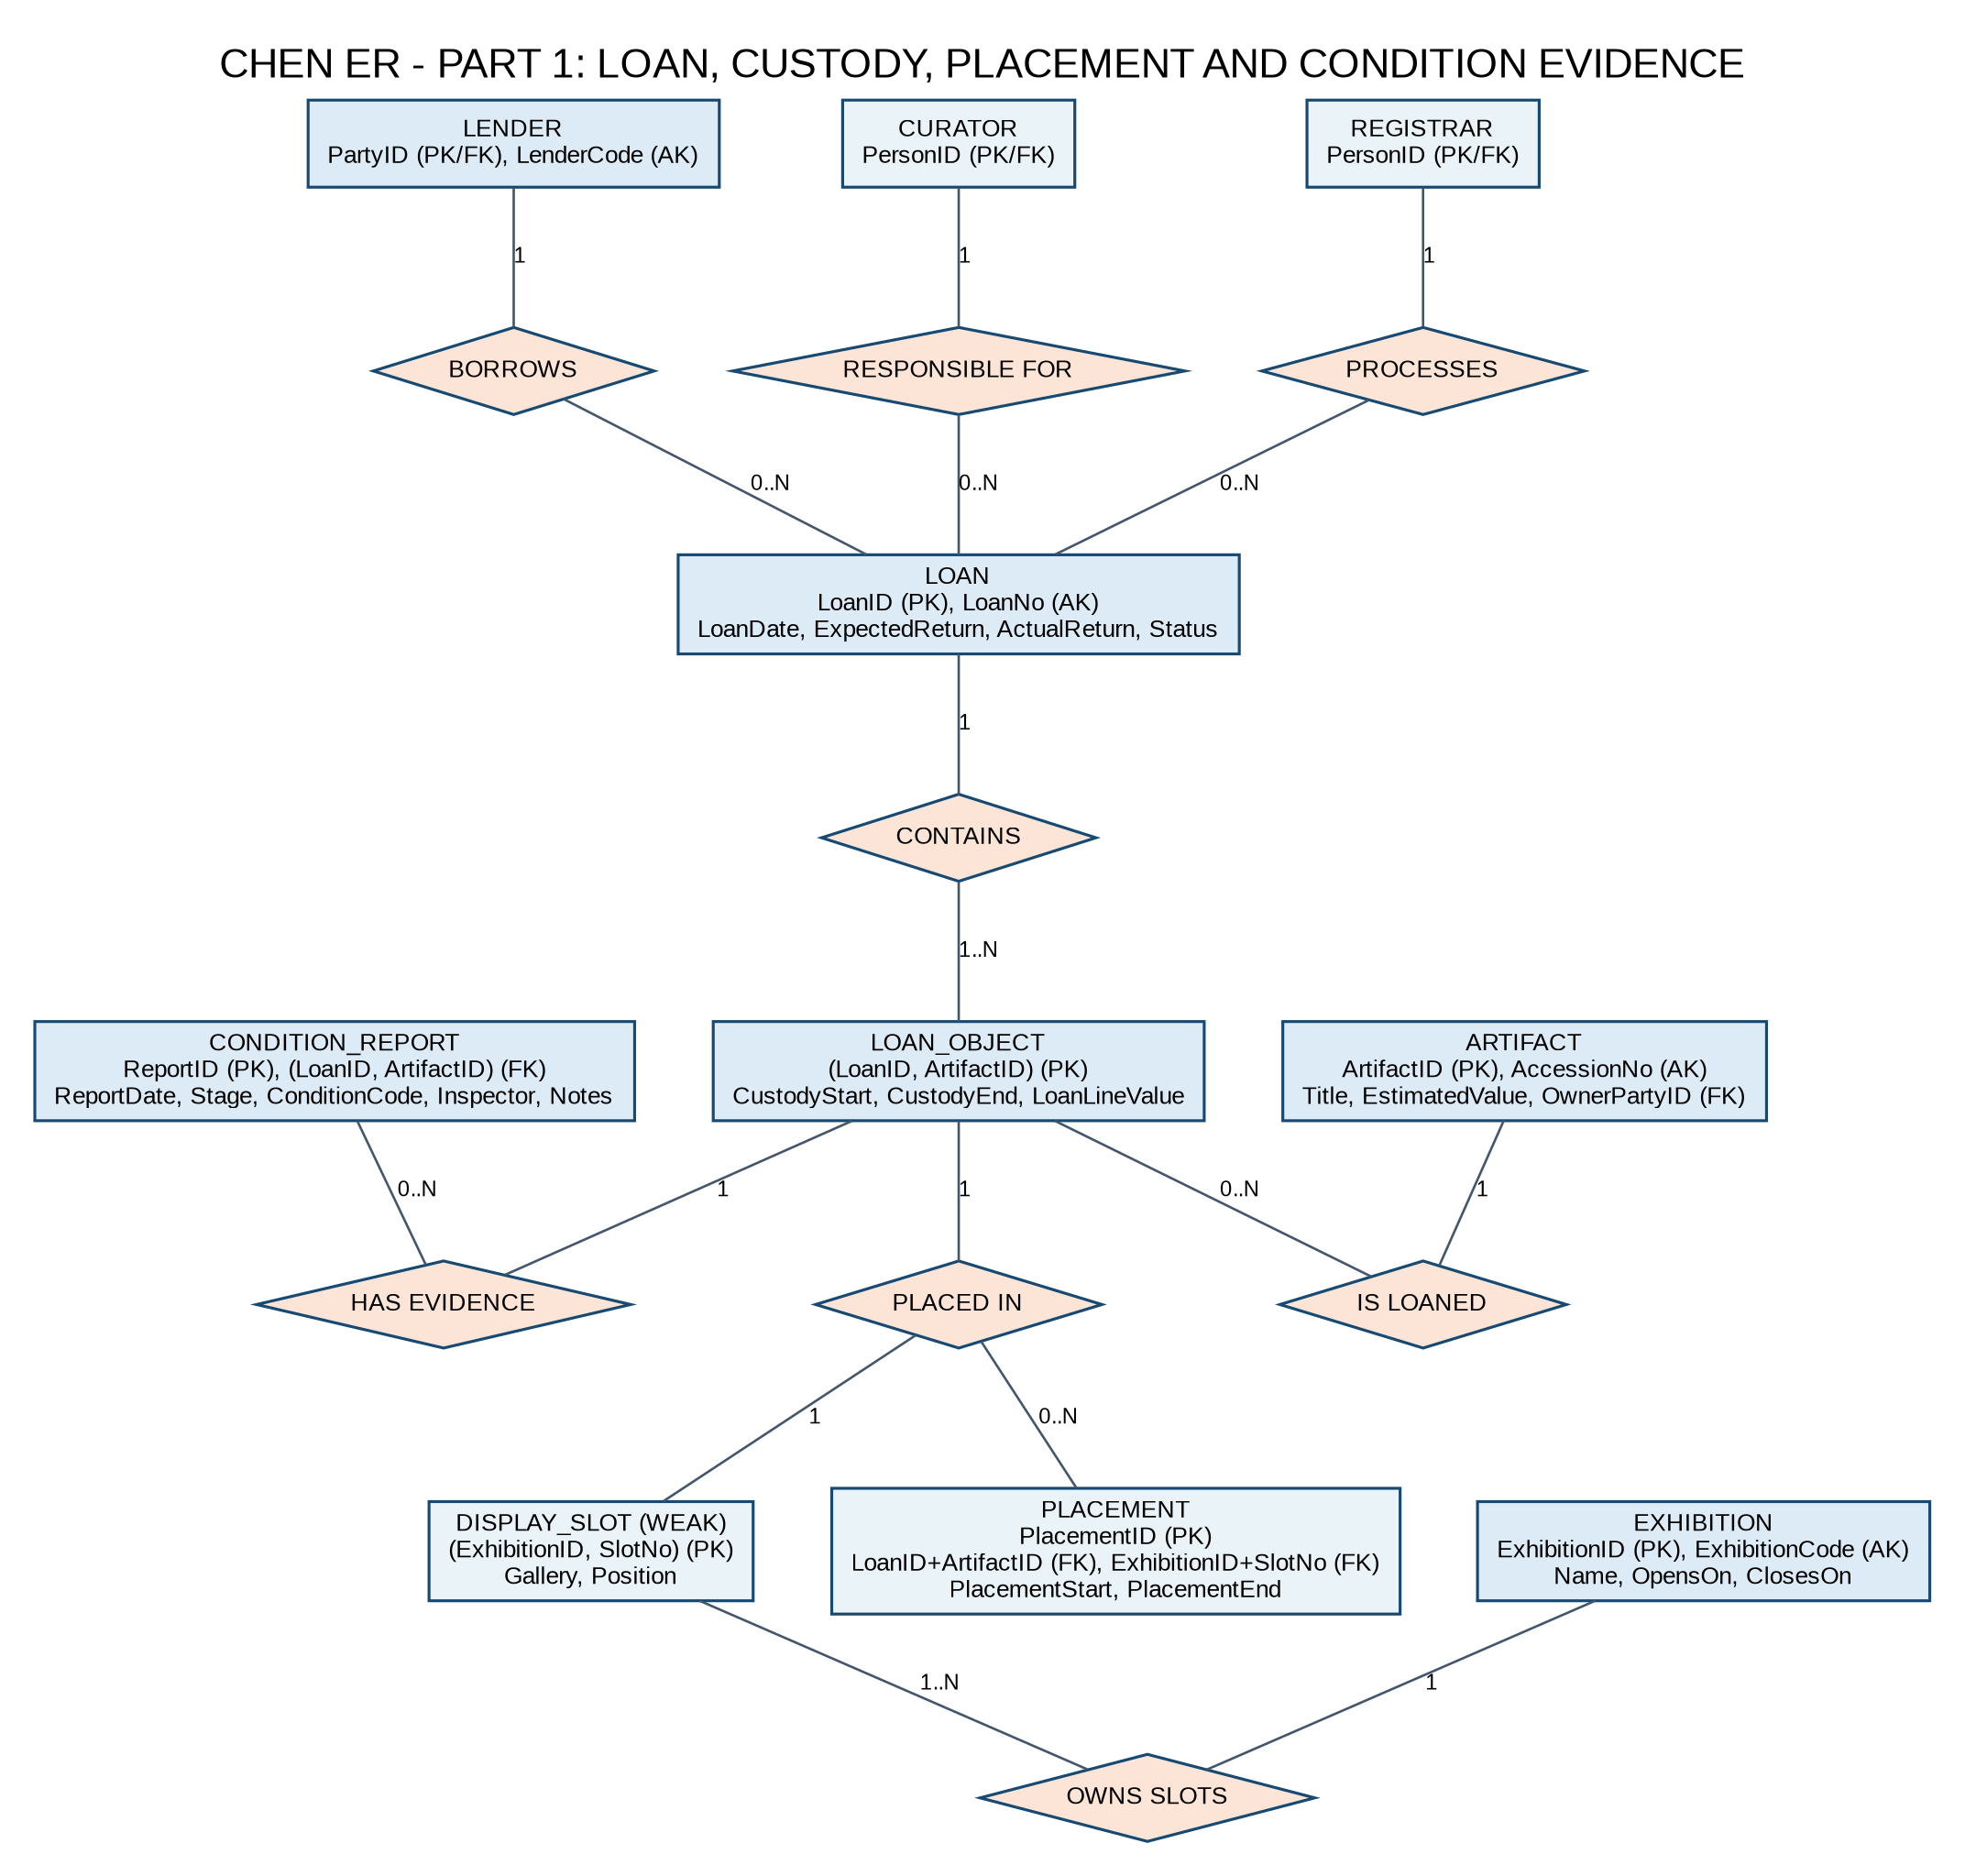 CHEN ER - PART 1: LOAN, CUSTODY, PLACEMENT AND CONDITION EVIDENCE
LENDER
PartyID (PK/FK), LenderCode (AK)
CURATOR
PersonID (PK/FK)
REGISTRAR
PersonID (PK/FK)
1
1
1
BORROWS
RESPONSIBLE FOR
PROCESSES
0..N
0..N
0..N
LOAN
LoanID (PK), LoanNo (AK)
LoanDate, ExpectedReturn, ActualReturn, Status
1
CONTAINS
1..N
CONDITION_REPORT
ReportID (PK), (LoanID, ArtifactID) (FK)
ReportDate, Stage, ConditionCode, Inspector, Notes
LOAN_OBJECT
(LoanID, ArtifactID) (PK)
CustodyStart, CustodyEnd, LoanLineValue
ARTIFACT
ArtifactID (PK), AccessionNo (AK)
Title, EstimatedValue, OwnerPartyID (FK)
0..N
1
1
0..N
1
HAS EVIDENCE
PLACED IN
IS LOANED
1
0..N
DISPLAY_SLOT (WEAK)
(ExhibitionID, SlotNo) (PK)
Gallery, Position
PLACEMENT
PlacementID (PK)
LoanID+ArtifactID (FK), ExhibitionID+SlotNo (FK)
PlacementStart, PlacementEnd
EXHIBITION
ExhibitionID (PK), ExhibitionCode (AK)
Name, OpensOn, ClosesOn
1..N
1
OWNS SLOTS